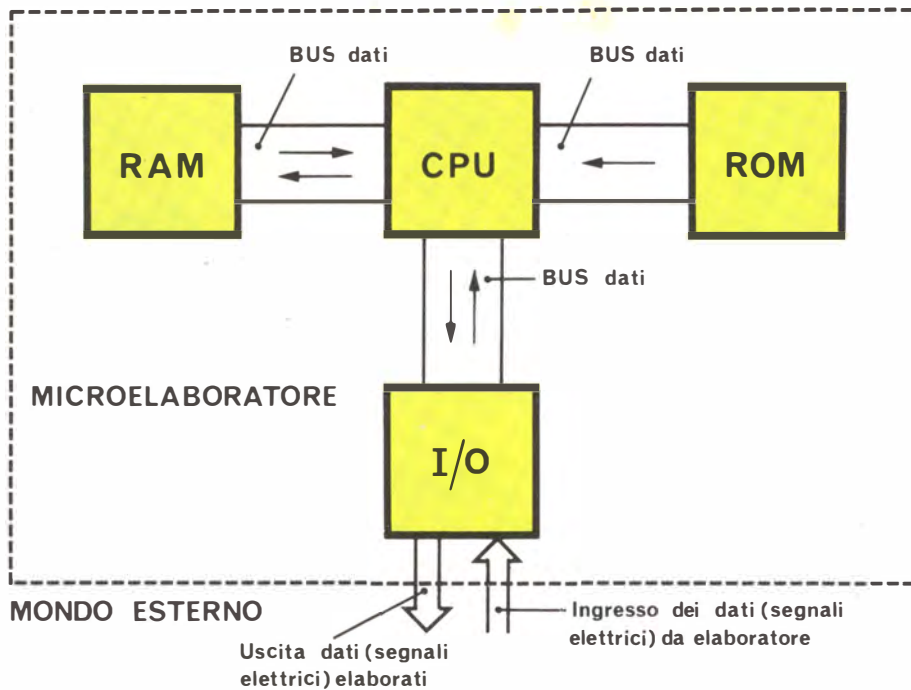 BUS dati
BUS dati
RAM
CPU
ROM
BUS dati
MICROELABORATORE
I/O
MONDO ESTERNO
Uscita dati (segnali
elettrici) elaborati
Ingresso dei dati (segnali
elettrici) da elaboratore